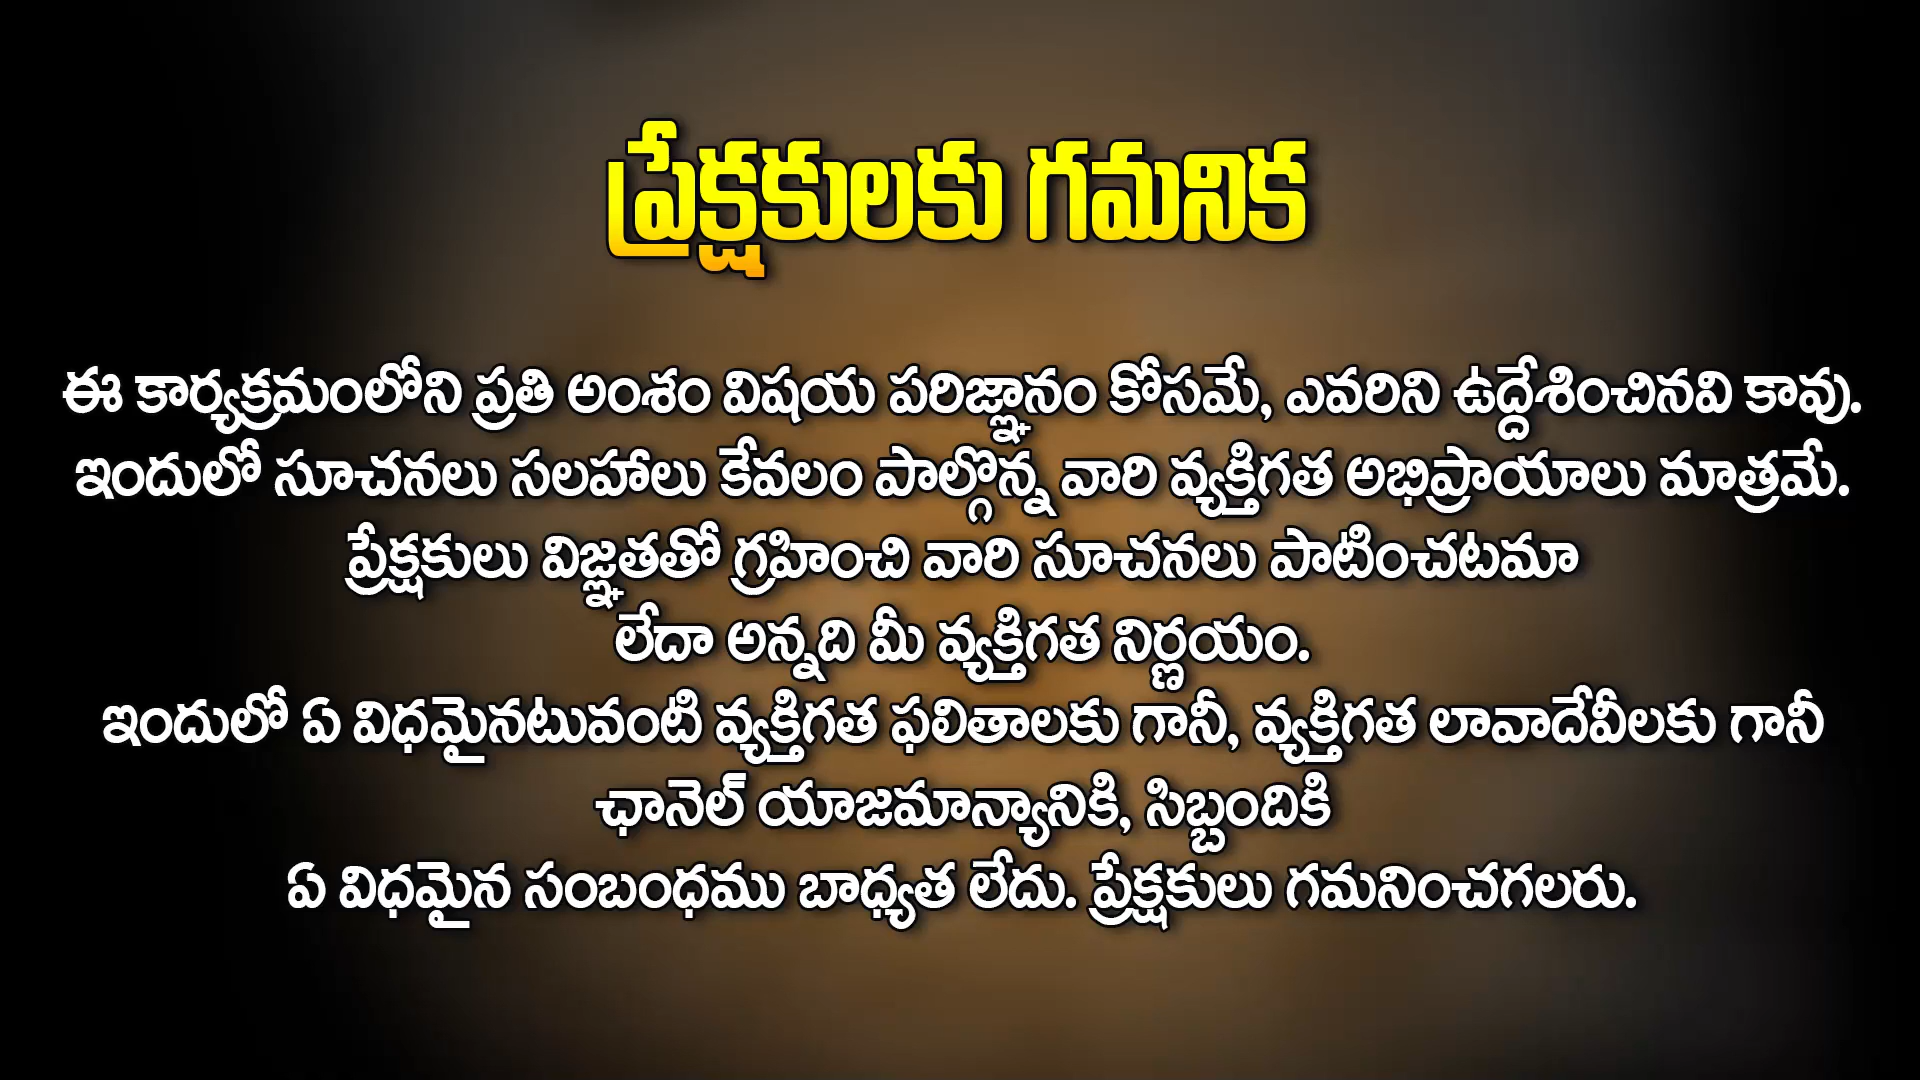 ప్రేక్షకులకు గమనిక
ఈ కార్యక్రమంలోని ప్రతి అంశం విషయ పరిజ్ఞానం కోసమే, ఎవరిని ఉద్దేశించినవి కావు.
ఇందులో సూచనలు సలహాలు కేవలం పాల్గొన్న వారి వ్యక్తిగత అభిప్రాయాలు మాత్రమే.
ప్రేక్షకులు విజ్ఞతతో గ్రహించి వారి సూచనలు పాటించటమా
లేదా అన్నది మీ వ్యక్తిగత నిర్ణయం.
ఇందులో ఏ విధమైనటువంటి వ్యక్తిగత ఫలితాలకు గానీ, వ్యక్తిగత లావాదేవీలకు గానీ
ఛానెల్ యాజమాన్యానికి, సిబ్బందికి
ఏ విధమైన సంబంధము బాధ్యత లేదు. ప్రేక్షకులు గమనించగలరు.